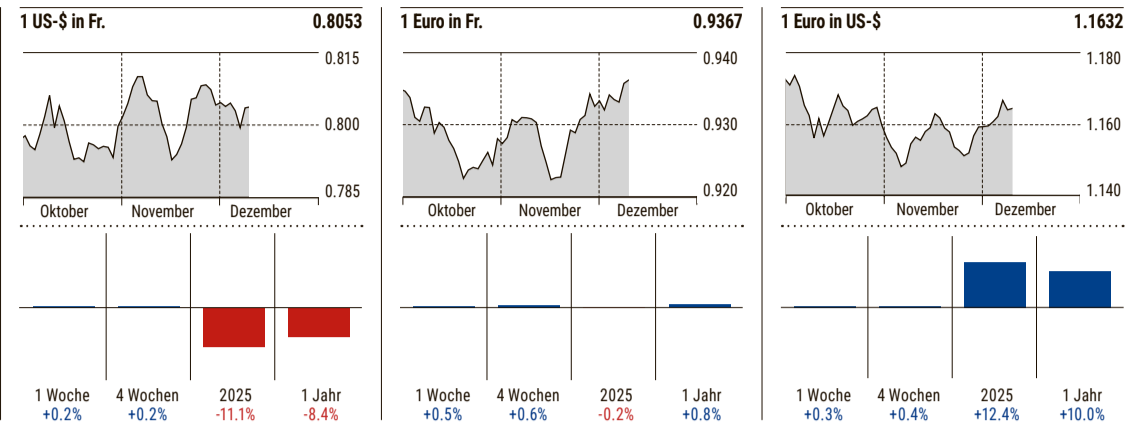 1 US-$ in Fr. 0.8053
0.815
0.800
0.785
Oktober November Dezember
1 Woche 4 Wochen 2025 1 Jahr
+0.2% +0.2% -11.1% -8.4%
1 Euro in Fr. 0.9367
0.940
0.930
0.920
Oktober November Dezember
1 Woche 4 Wochen 2025 1 Jahr
+0.5% +0.6% -0.2% +0.8%
1 Euro in US-$ 1.1632
1.180
1.160
1.140
Oktober November Dezember
1 Woche 4 Wochen 2025 1 Jahr
+0.3% +0.4% +12.4% +10.0%